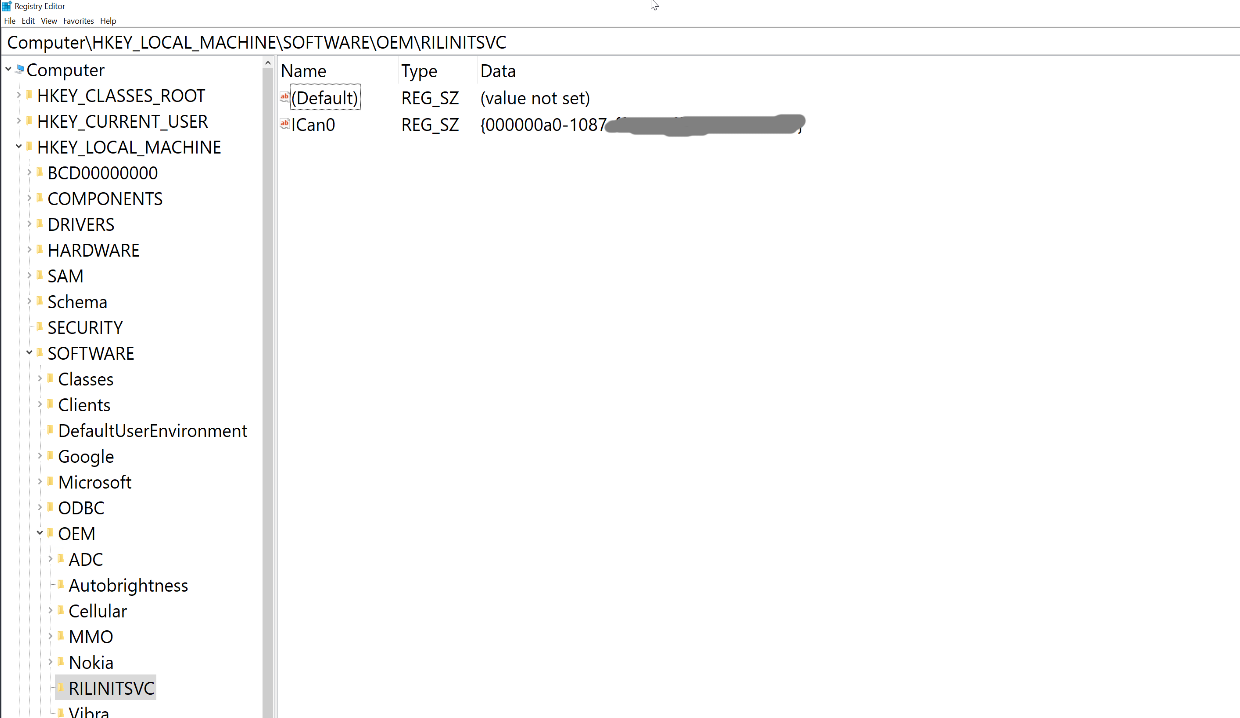 Registry Editor
File Edit View Favorites Help
Computer\HKEY_LOCAL_MACHINE\SOFTWARE\OEM\RILINITSVC
Computer
HKEY_CLASSES_ROOT
HKEY_CURRENT_USER
HKEY_LOCAL_MACHINE
BCD00000000
COMPONENTS
DRIVERS
HARDWARE
SAM
Schema
SECURITY
SOFTWARE
Classes
Clients
DefaultUserEnvironment
Google
Microsoft
ODBC
OEM
ADC
Autobrightness
Cellular
MMO
Nokia
RILINITSVC
Vibra
Name Type Data
(Default) REG_SZ (value not set)
ICan0 REG_SZ {000000a0-1087